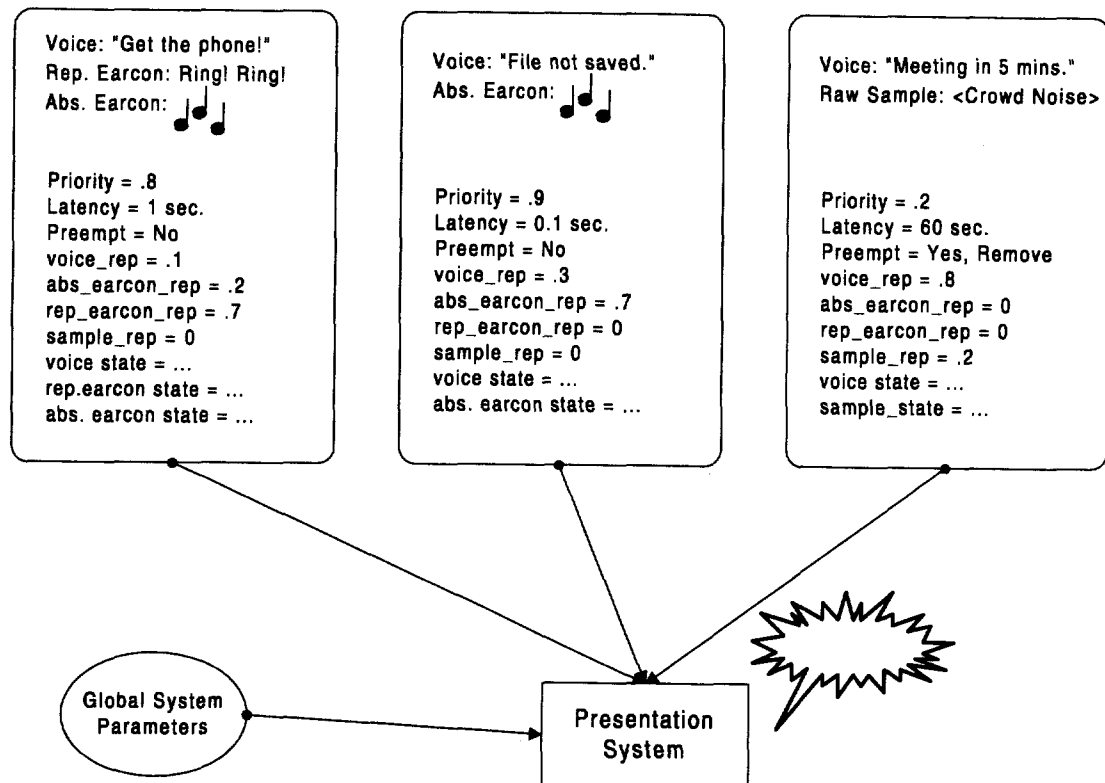 Voice: "Get the phone!"
Rep. Earcon: Ring! Ring!
Abs. Earcon:
Priority = .8
Latency = 1 sec.
Preempt = No
voice_rep = .1
abs_earcon_rep = .2
rep_earcon_rep = .7
sample_rep = 0
voice state = ...
rep.earcon state = ...
abs. earcon state = ...
Voice: "File not saved."
Abs. Earcon:
Priority = .9
Latency = 0.1 sec.
Preempt = No
voice_rep = .3
abs_earcon_rep = .7
rep_earcon_rep = 0
sample_rep = 0
voice state = ...
abs. earcon state = ...
Voice: "Meeting in 5 mins."
Raw Sample: <Crowd Noise>
Priority = .2
Latency = 60 sec.
Preempt = Yes, Remove
voice_rep = .8
abs_earcon_rep = 0
rep_earcon_rep = 0
sample_rep = .2
voice state = ...
sample_state = ...
Global System
Parameters
Presentation
System